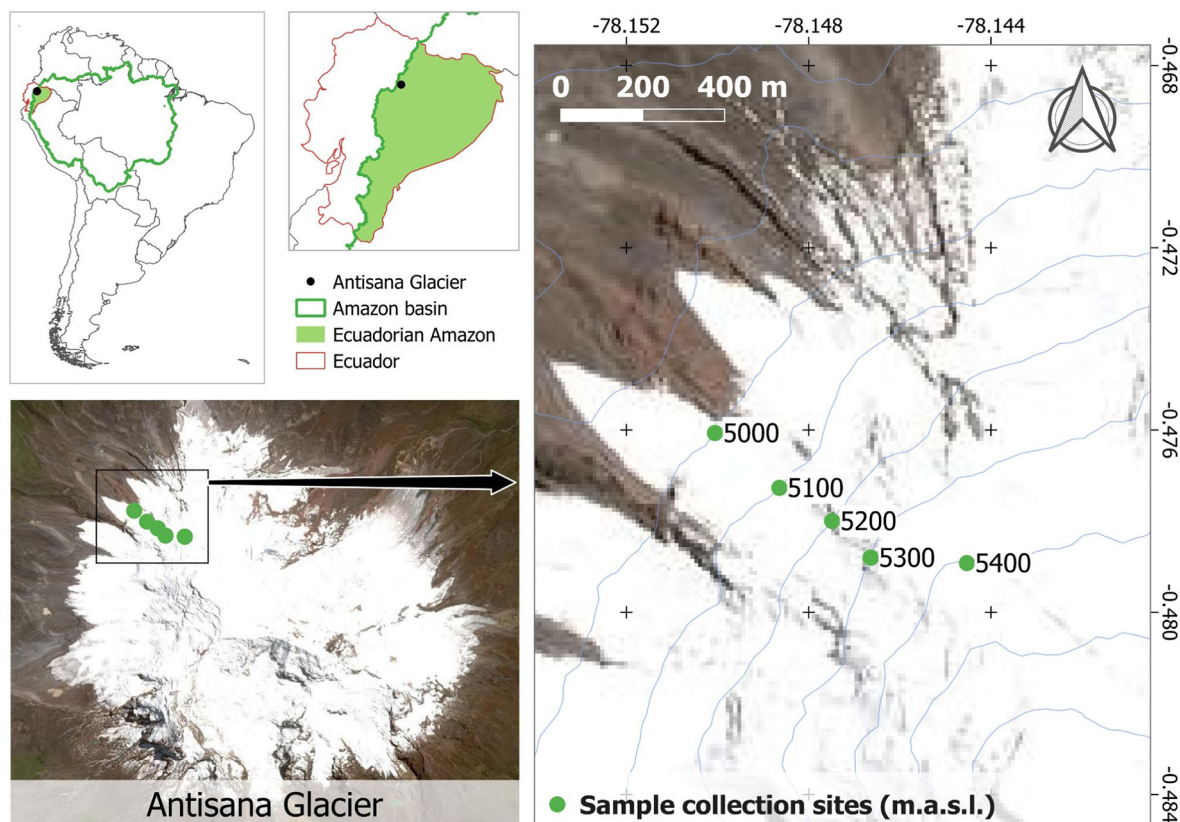 Antisana Glacier
Amazon basin
Ecuadorian Amazon
Ecuador
Antisana Glacier
-78.152
-78.148
-78.144
0 200 400 m
-0.468
-0.472
-0.476
-0.480
-0.484
5000
5100
5200
5300
5400
Sample collection sites (m.a.s.l.)